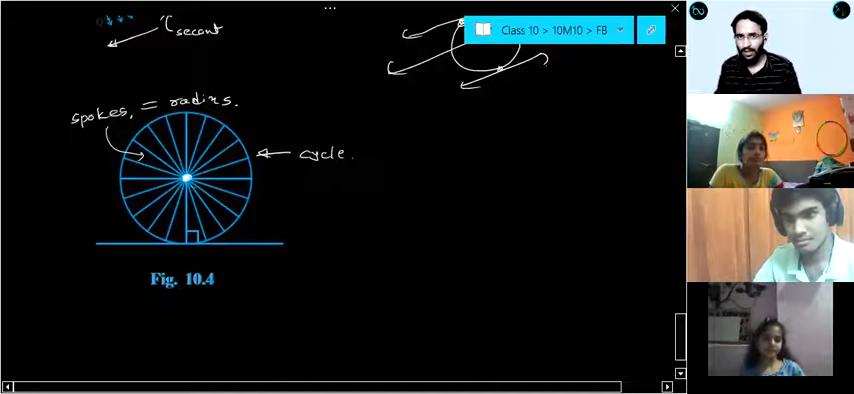 secant
Class 10 > 10M10 > FB
spokes, = radius.
cycle.
Fig. 10.4